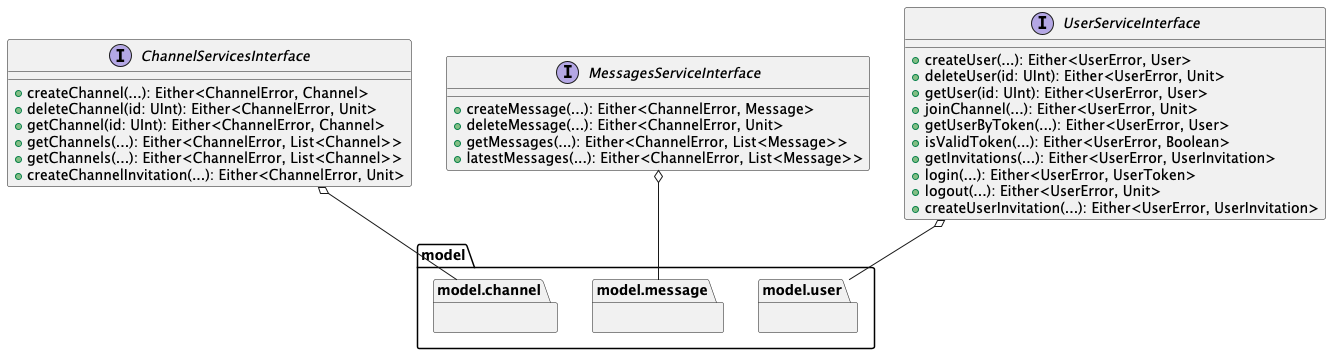 I ChannelServicesInterface
createChannel(...): Either<ChannelError, Channel>
deleteChannel(id: UInt): Either<ChannelError, Unit>
getChannel(id: UInt): Either<ChannelError, Channel>
getChannels(...): Either<ChannelError, List<Channel>>
getChannels(...): Either<ChannelError, List<Channel>>
createChannelInvitation(...): Either<ChannelError, Unit>
I MessagesServiceInterface
createMessage(...): Either<ChannelError, Message>
deleteMessage(...): Either<ChannelError, Unit>
getMessages(...): Either<ChannelError, List<Message>>
latestMessages(...): Either<ChannelError, List<Message>>
I UserServiceInterface
createUser(...): Either<UserError, User>
deleteUser(id: UInt): Either<UserError, Unit>
getUser(id: UInt): Either<UserError, User>
joinChannel(...): Either<UserError, Unit>
getUserByToken(...): Either<UserError, User>
isValidToken(...): Either<UserError, Boolean>
getInvitations(...): Either<UserError, UserInvitation>
login(...): Either<UserError, UserToken>
logout(...): Either<UserError, Unit>
createUserInvitation(...): Either<UserError, UserInvitation>
model
model.channel
model.message
model.user